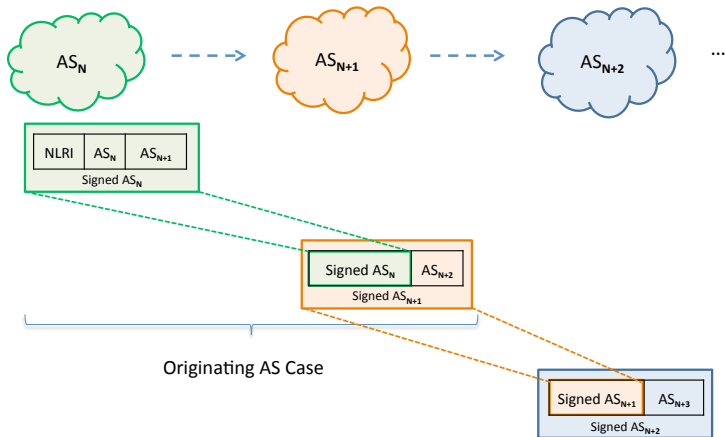 AS_N
AS_N+1
AS_N+2
...
NLRI AS_N AS_N+1
Signed AS_N
Signed AS_N AS_N+2
Signed AS_N+1
Originating AS Case
Signed AS_N+1 AS_N+3
Signed AS_N+2